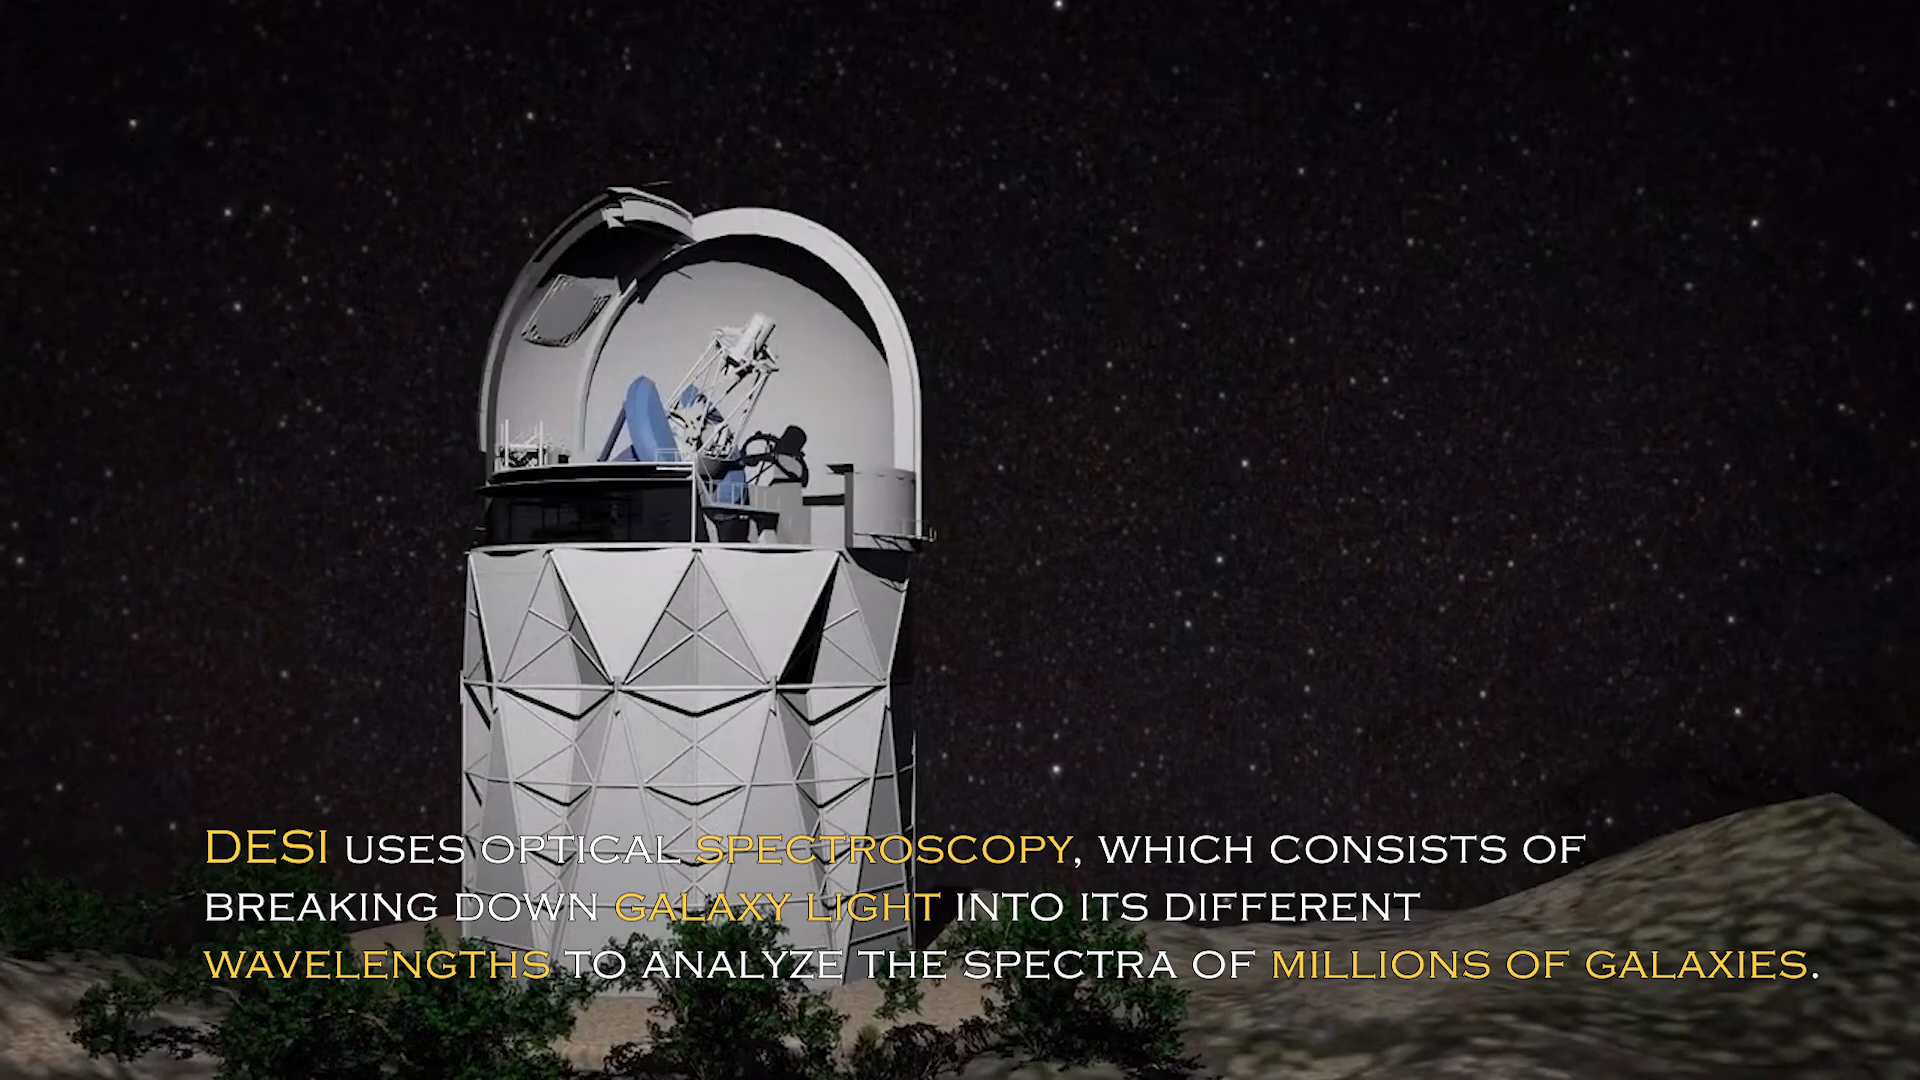 DESI USES OPTICAL SPECTROSCOPY, WHICH CONSISTS OF
BREAKING DOWN GALAXY LIGHT INTO ITS DIFFERENT
WAVELENGTHS TO ANALYZE THE SPECTRA OF MILLIONS OF GALAXIES.